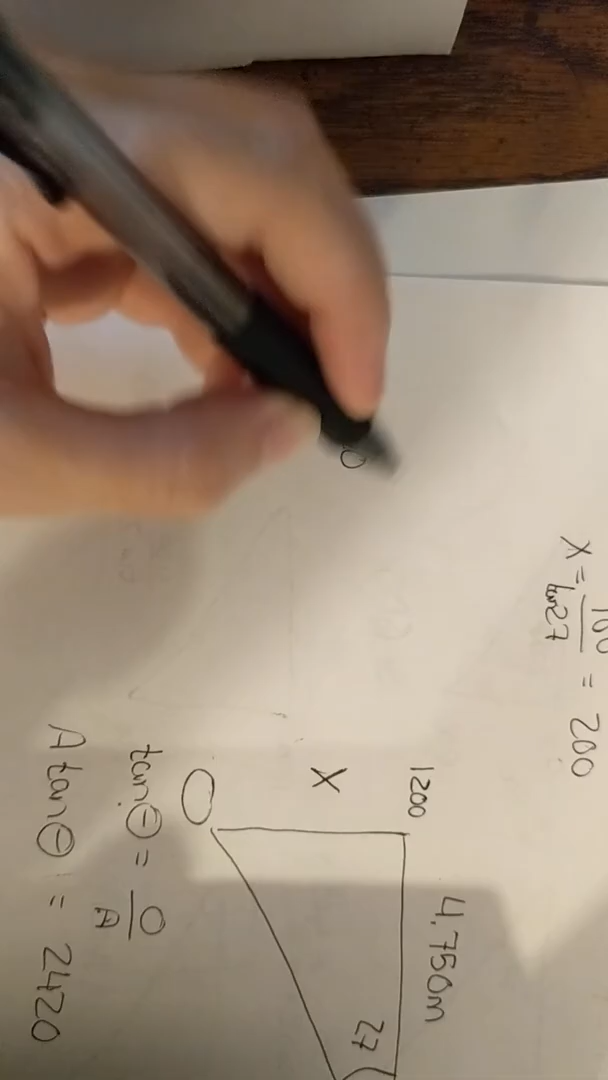 X = 100/tan27 = 200
1200
4,750m
X
27
O
tanθ = O/A
A tanθ = 2420